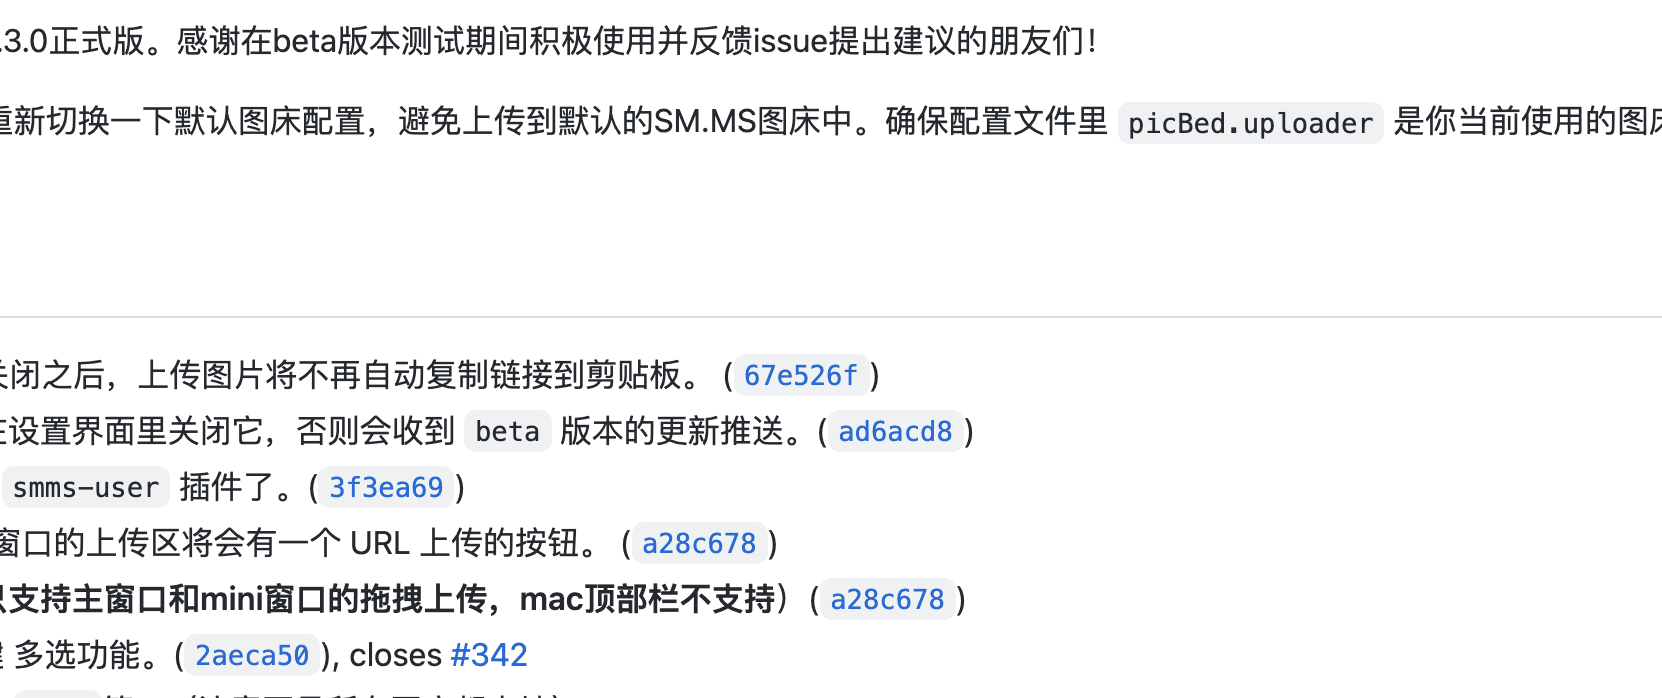 .3.0正式版。感谢在beta版本测试期间积极使用并反馈issue提出建议的朋友们！
重新切换一下默认图床配置，避免上传到默认的SM.MS图床中。确保配置文件里 picBed.uploader 是你当前使用的图床
关闭之后，上传图片将不再自动复制链接到剪贴板。 (67e526f)
在设置界面里关闭它，否则会收到 beta 版本的更新推送。(ad6acd8)
smms-user 插件了。(3f3ea69)
窗口的上传区将会有一个 URL 上传的按钮。 (a28c678)
只支持主窗口和mini窗口的拖拽上传，mac顶部栏不支持） (a28c678)
多选功能。(2aeca50), closes #342